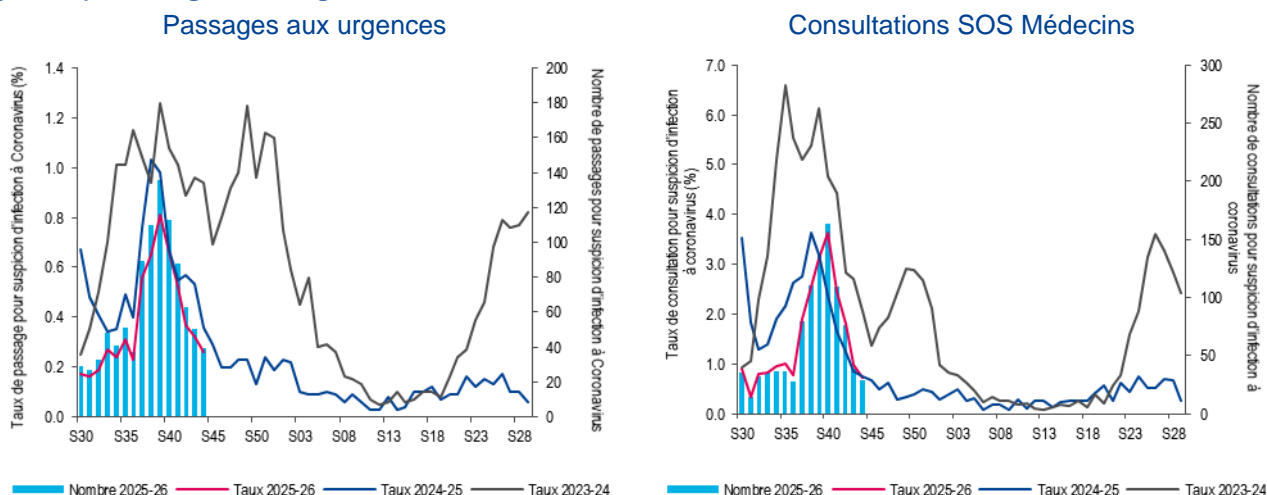 Passages aux urgences
Taux de passage pour suspicion d'infection à Coronavirus (%)
1.4
1.2
1.0
0.8
0.6
0.4
0.2
0.0
200
180
160
140
120
100
80
60
40
20
0
Nombre de passages pour suspicion d'infection à Coronavirus
S30 S35 S40 S45 S50 S03 S08 S13 S18 S23 S28
Nombre 2025-26 Taux 2025-26 Taux 2024-25 Taux 2023-24
Consultations SOS Médecins
Taux de consultation pour suspicion d'infection
à coronavirus (%)
7.0
6.0
5.0
4.0
3.0
2.0
1.0
0.0
300
250
200
150
100
50
0
Nombre de consultations pour suspicion d'infection à
coronavirus
S30 S35 S40 S45 S50 S03 S08 S13 S18 S23 S28
Nombre 2025-26 Taux 2025-26 Taux 2024-25 Taux 2023-24